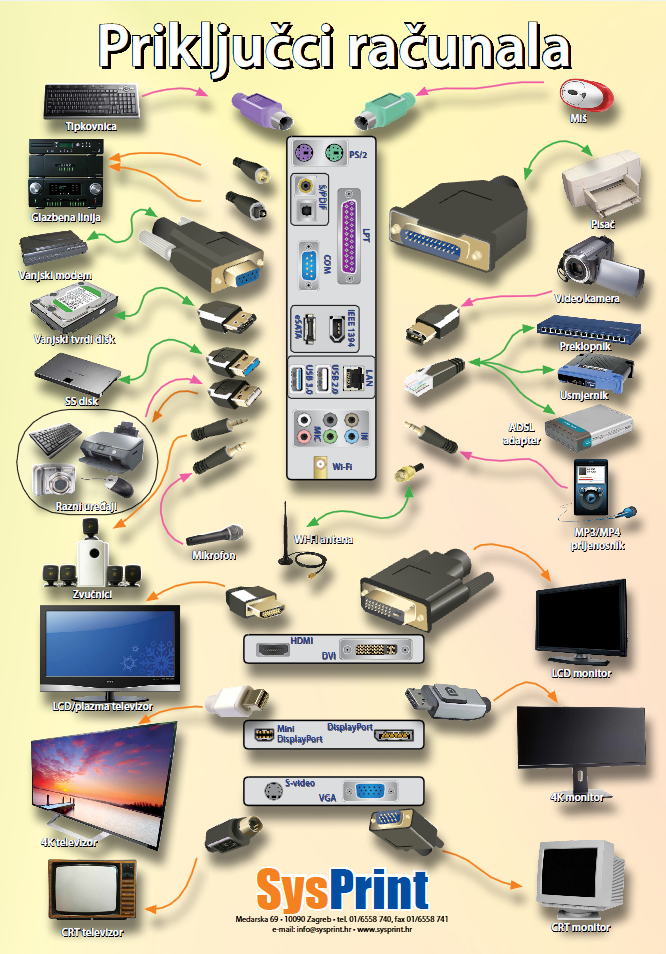 Priključci računala
Tipkovnica
Miš
PS/2
Glazbena linija
S/PDIF
LPT
Pisač
Vanjski modem
COM
Video kamera
Vanjski tvrdi disk
eSATA
IEEE 1394
Preklopnik
SS disk
USB 3.0
USB 2.0
LAN
Usmjernik
ADSL
adapter
MIC
IN
Razni uređaji
Wi-Fi
Mikrofon
Wi-Fi antena
MP3/MP4
prijenosnik
Zvučnici
HDMI
DVI
LCD monitor
LCD/plazma televizor
Mini
DisplayPort
DisplayPort
4K monitor
S-video
VGA
4K televizor
CRT televizor
CRT monitor
SysPrint
Medarska 69 • 10090 Zagreb • tel. 01/6558 740, fax 01/6558 741
e-mail: info@sysprint.hr • www.sysprint.hr